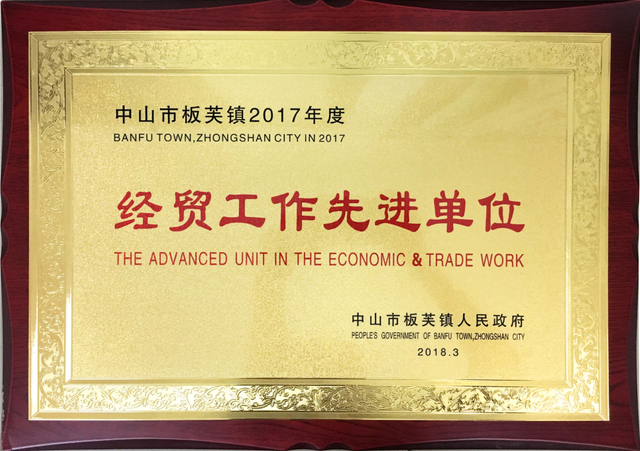 中山市板芙镇2017年度
BANFU TOWN,ZHONGSHAN CITY IN 2017
经贸工作先进单位
THE ADVANCED UNIT IN THE ECONOMIC & TRADE WORK
中山市板芙镇人民政府
PEOPLE'S GOVERNMENT OF BANFU TOWN,ZHONGSHAN CITY
2018.3